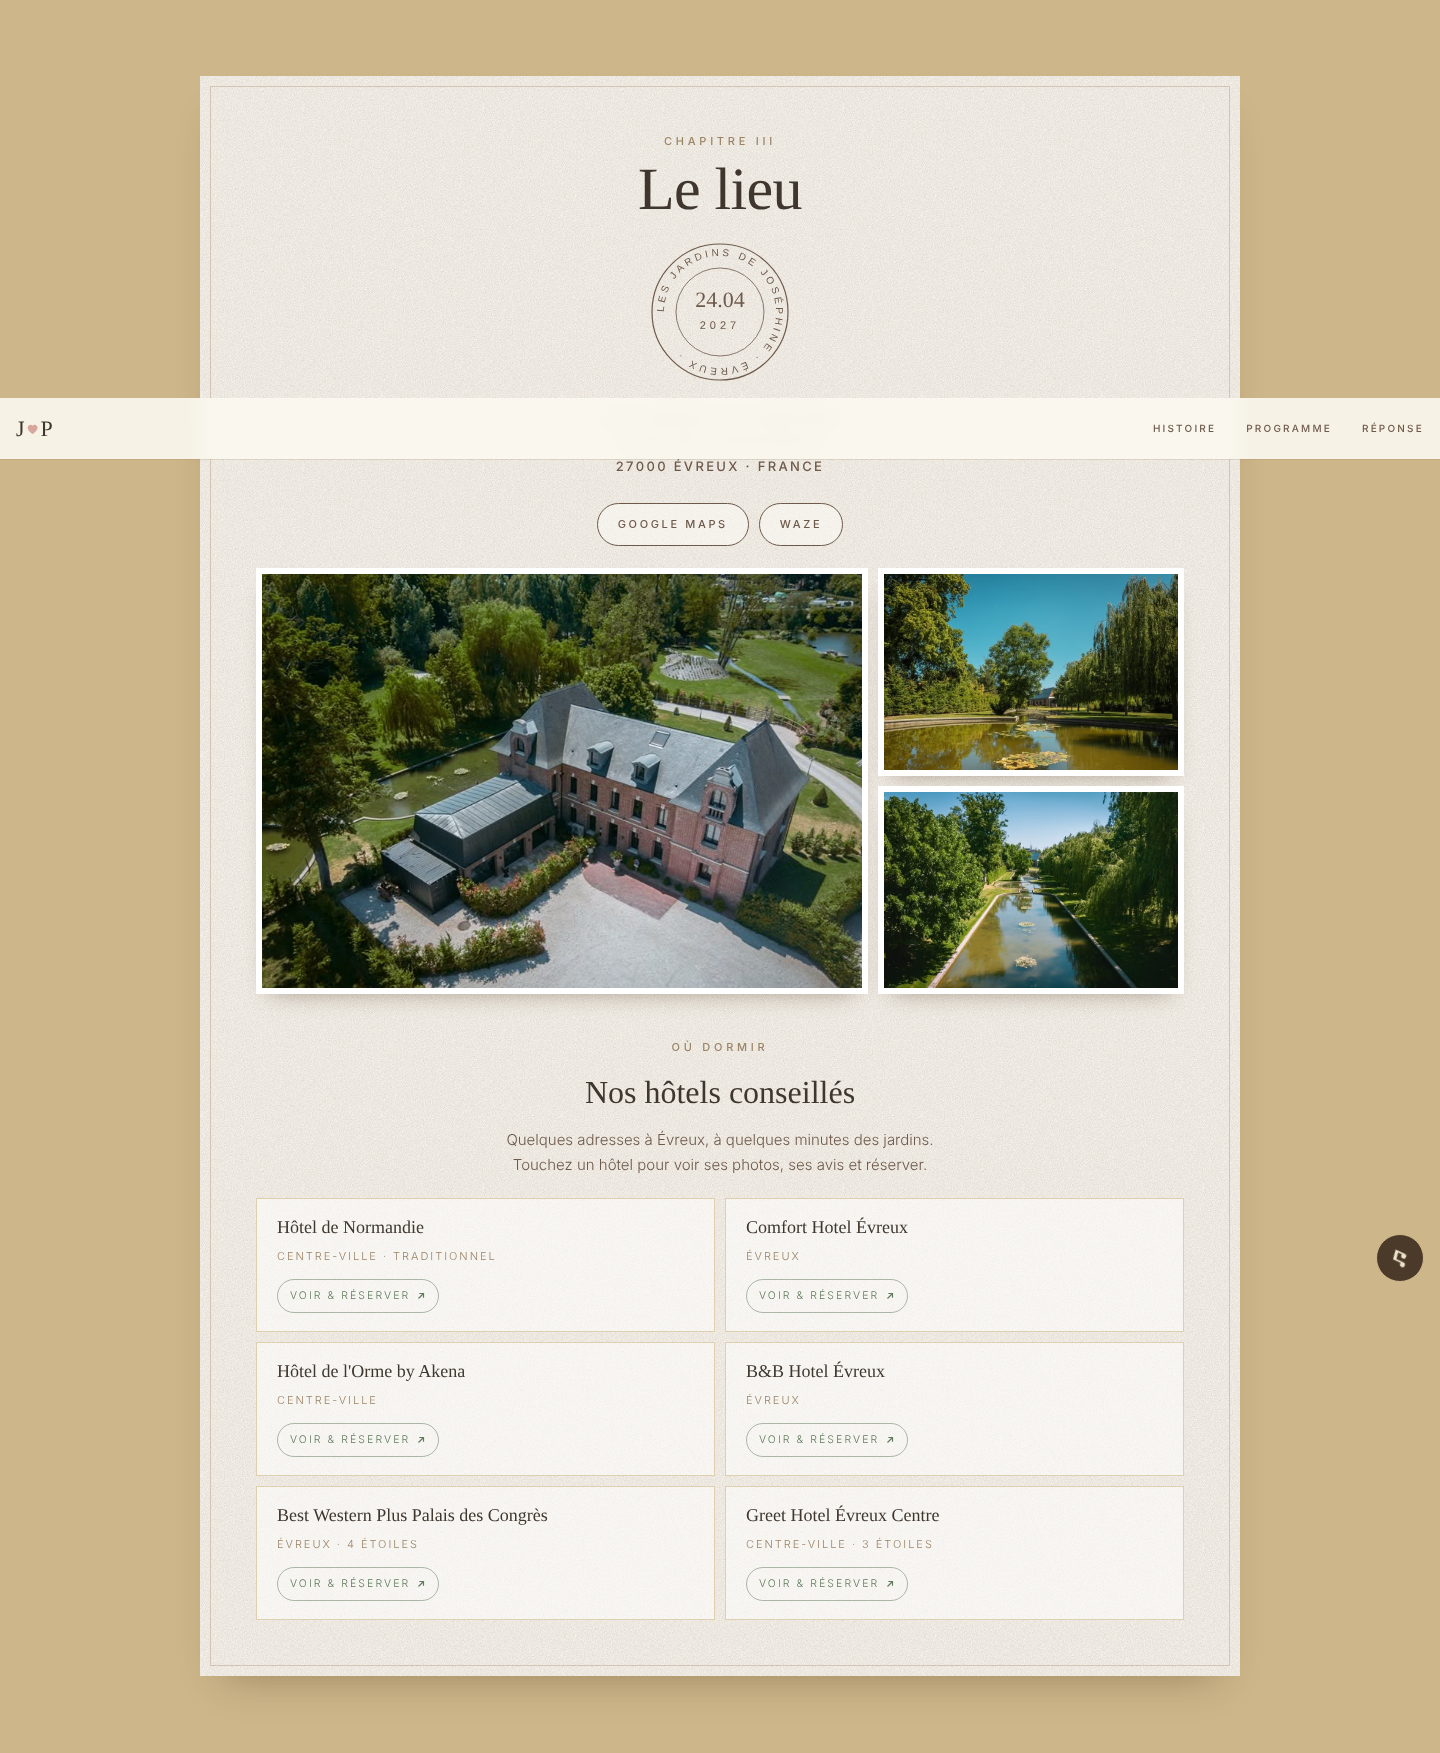 CHAPITRE III
Le lieu
LES JARDINS DE JOSÉPHINE · ÉVREUX ·
24.04
2027
J P
HISTOIRE PROGRAMME RÉPONSE
27000 ÉVREUX · FRANCE
GOOGLE MAPS WAZE
OÙ DORMIR
Nos hôtels conseillés
Quelques adresses à Évreux, à quelques minutes des jardins.
Touchez un hôtel pour voir ses photos, ses avis et réserver.
Hôtel de Normandie
CENTRE-VILLE · TRADITIONNEL
VOIR & RÉSERVER ↗
Comfort Hotel Évreux
ÉVREUX
VOIR & RÉSERVER ↗
Hôtel de l'Orme by Akena
CENTRE-VILLE
VOIR & RÉSERVER ↗
B&B Hotel Évreux
ÉVREUX
VOIR & RÉSERVER ↗
Best Western Plus Palais des Congrès
ÉVREUX · 4 ÉTOILES
VOIR & RÉSERVER ↗
Greet Hotel Évreux Centre
CENTRE-VILLE · 3 ÉTOILES
VOIR & RÉSERVER ↗